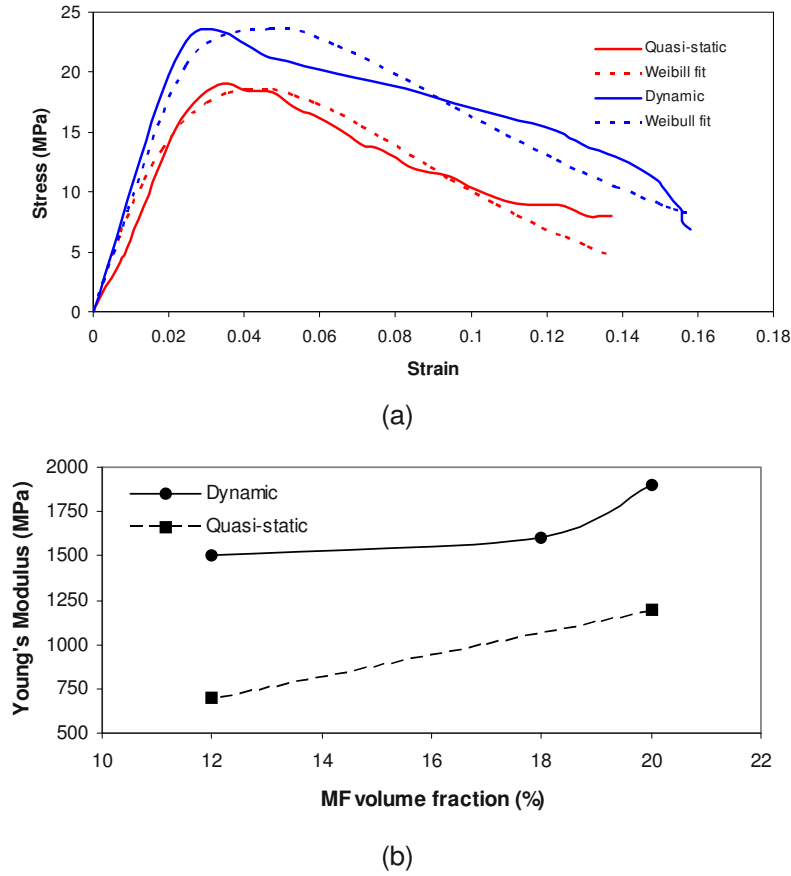 25
20
15
10
5
0
Stress (MPa)
Quasi-static
Weibill fit
Dynamic
Weibull fit
0 0.02 0.04 0.06 0.08 0.1 0.12 0.14 0.16 0.18
Strain
(a)
2000
1750
1500
1250
1000
750
500
Young's Modulus (MPa)
Dynamic
Quasi-static
10 12 14 16 18 20 22
MF volume fraction (%)
(b)